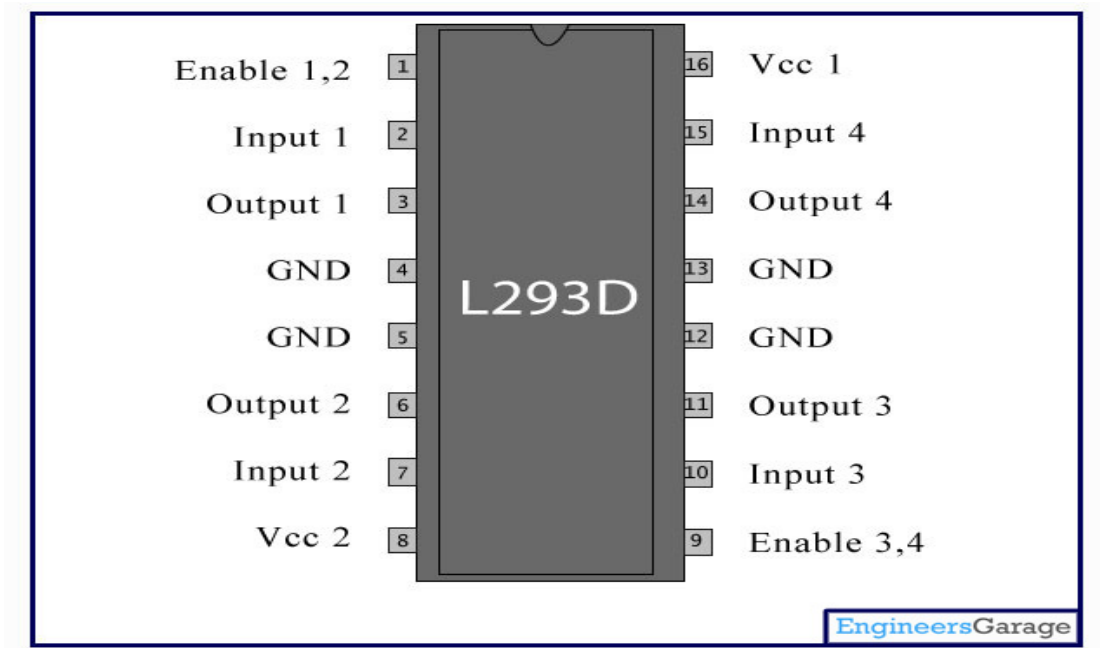 Enable 1,2 1 16 Vcc 1
Input 1 2 15 Input 4
Output 1 3 14 Output 4
GND 4 13 GND
L293D
GND 5 12 GND
Output 2 6 11 Output 3
Input 2 7 10 Input 3
Vcc 2 8 9 Enable 3,4
EngineersGarage